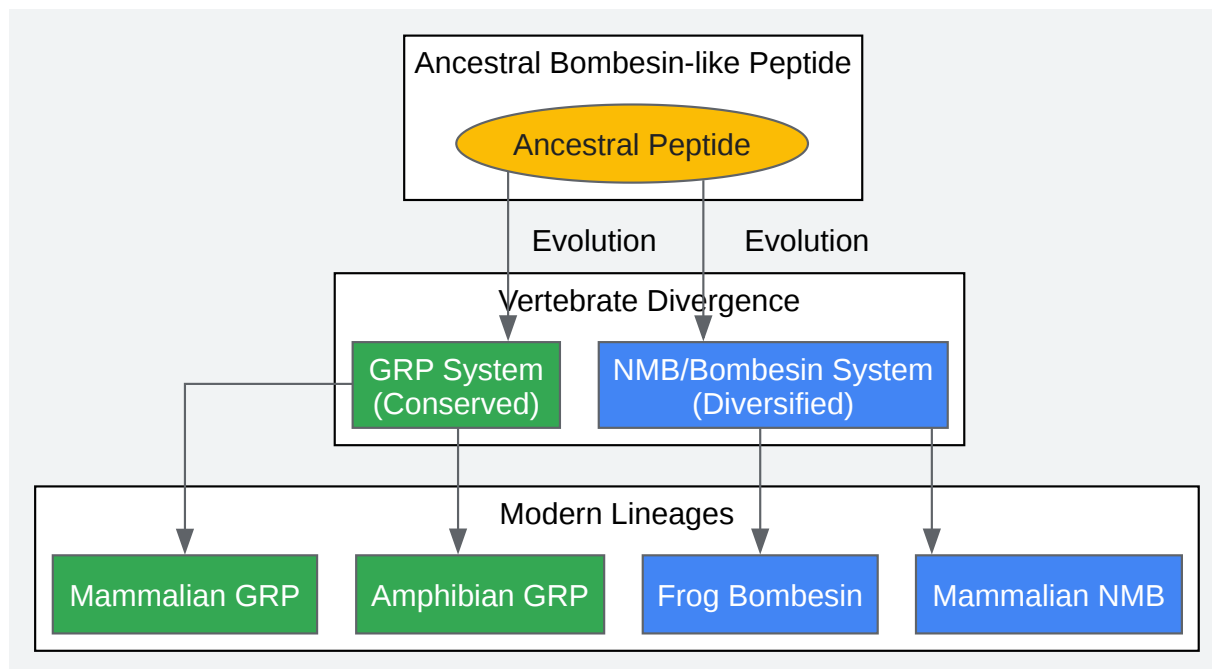 Ancestral Bombesin-like Peptide
Ancestral Peptide
Evolution
Evolution
Vertebrate Divergence
GRP System
(Conserved)
NMB/Bombesin System
(Diversified)
Modern Lineages
Mammalian GRP
Amphibian GRP
Frog Bombesin
Mammalian NMB